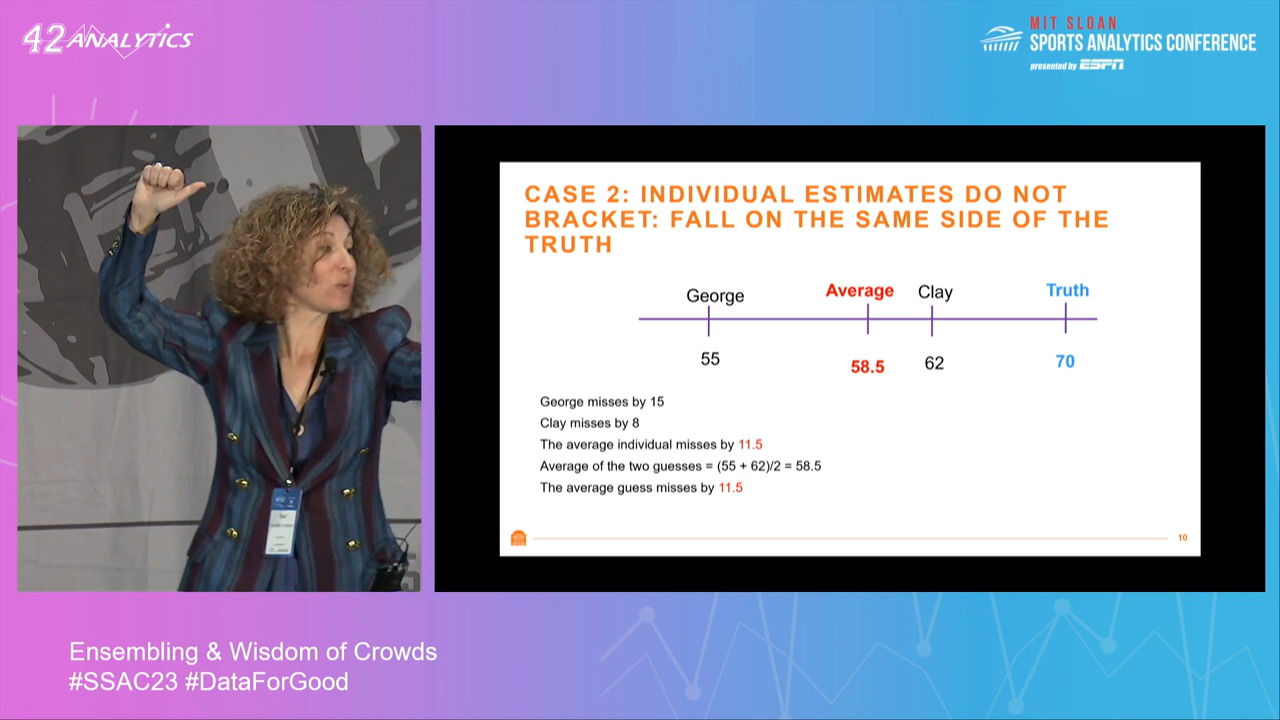 42 ANALYTICS
MIT SLOAN
SPORTS ANALYTICS CONFERENCE
presented by ESPN
CASE 2: INDIVIDUAL ESTIMATES DO NOT
BRACKET: FALL ON THE SAME SIDE OF THE
TRUTH
George Average Clay Truth
55 58.5 62 70
George misses by 15
Clay misses by 8
The average individual misses by 11.5
Average of the two guesses = (55 + 62)/2 = 58.5
The average guess misses by 11.5
10
Ensembling & Wisdom of Crowds
#SSAC23 #DataForGood